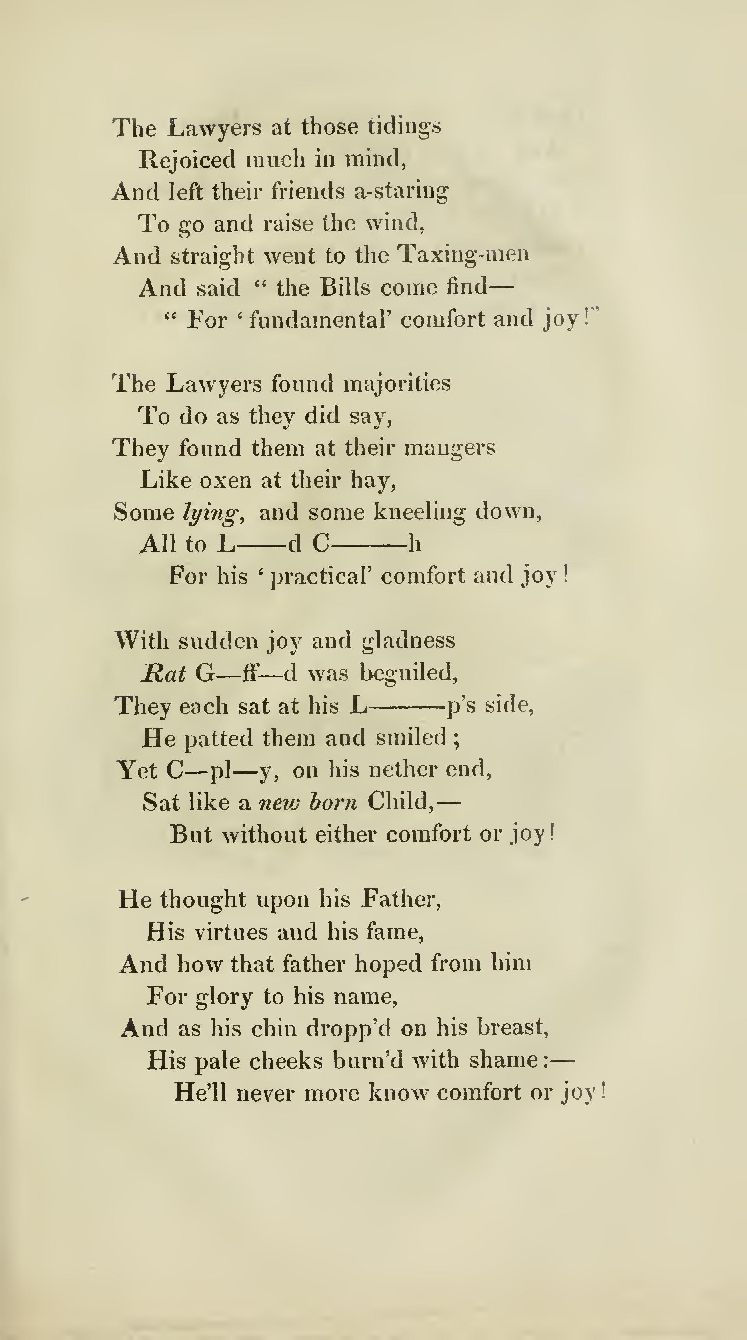 The Lawyers at those tidings
Rejoiced much in mind,
And left their friends a-staring
To go and raise the wind,
And straight went to the Taxing-men
And said “ the Bills come find—
“ For ‘ fundamental’ comfort and joy!”

The Lawyers found majorities
To do as they did say,
They found them at their mangers
Like oxen at their hay,
Some lying, and some kneeling down,
All to L——d C———h
For his ‘ practical’ comfort and joy!

With sudden joy and gladness
Rat G—ff—d was beguiled,
They each sat at his L———p’s side,
He patted them and smiled ;
Yet C—pl—y, on his nether end,
Sat like a new born Child,—
But without either comfort or joy!

He thought upon his Father,
His virtues and his fame,
And how that father hoped from him
For glory to his name,
And as his chin dropp’d on his breast,
His pale cheeks burn’d with shame:—
He’ll never more know comfort or joy!